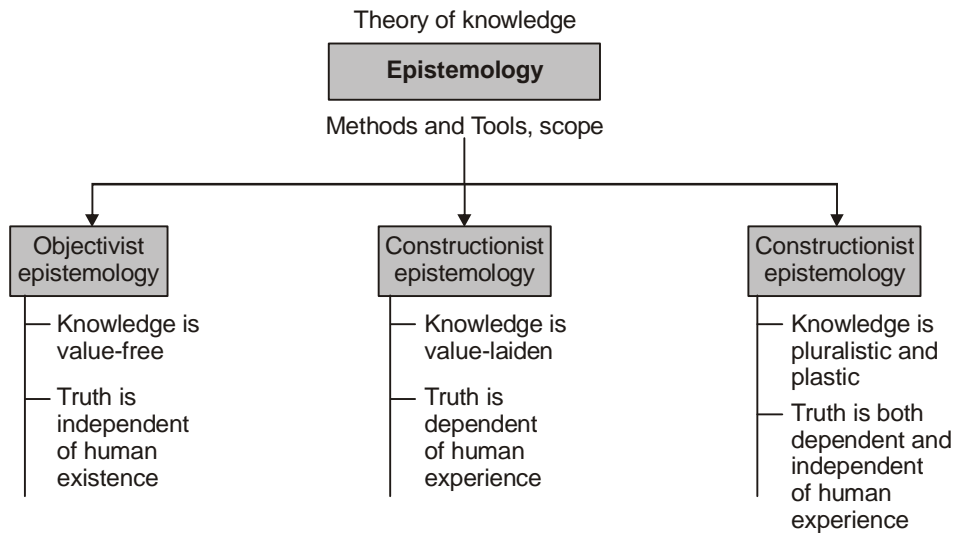 Theory of knowledge
Epistemology
Methods and Tools, scope
Objectivist
epistemology
Knowledge is
value-free
Truth is
independent
of human
existence
Constructionist
epistemology
Knowledge is
value-laiden
Truth is
dependent
of human
experience
Constructionist
epistemology
Knowledge is
pluralistic and
plastic
Truth is both
dependent and
independent
of human
experience